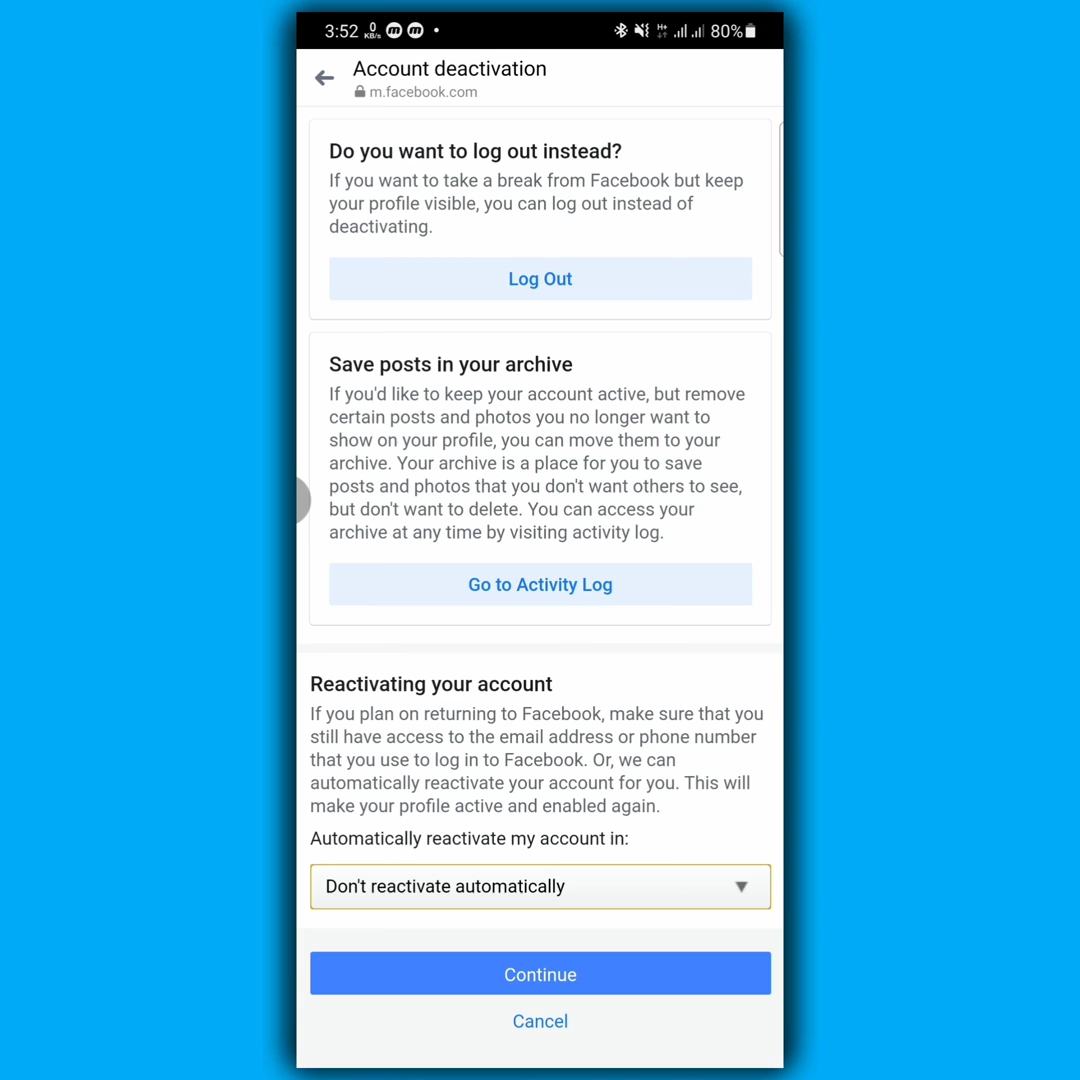 3:52 0 KB/s m m • H+ 80%
Account deactivation
m.facebook.com
Do you want to log out instead?
If you want to take a break from Facebook but keep
your profile visible, you can log out instead of
deactivating.
Log Out
Save posts in your archive
If you'd like to keep your account active, but remove
certain posts and photos you no longer want to
show on your profile, you can move them to your
archive. Your archive is a place for you to save
posts and photos that you don't want others to see,
but don't want to delete. You can access your
archive at any time by visiting activity log.
Go to Activity Log
Reactivating your account
If you plan on returning to Facebook, make sure that you
still have access to the email address or phone number
that you use to log in to Facebook. Or, we can
automatically reactivate your account for you. This will
make your profile active and enabled again.
Automatically reactivate my account in:
Don't reactivate automatically
Continue
Cancel